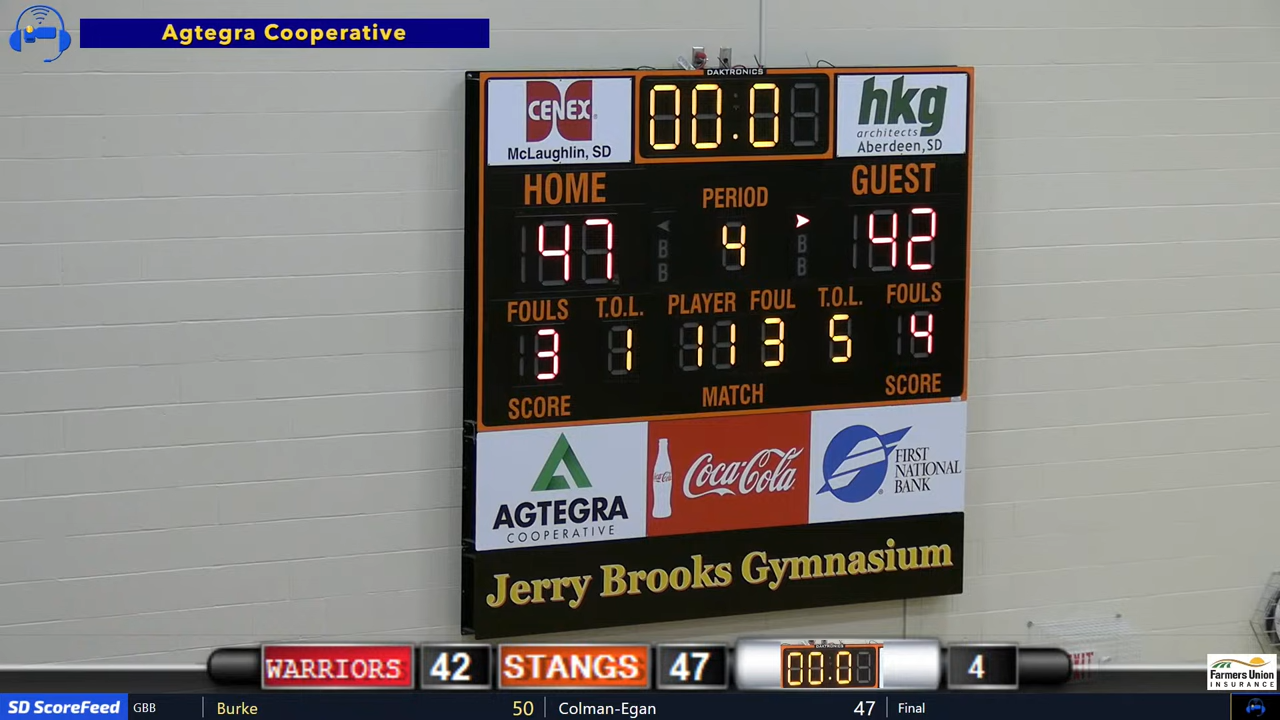 Agtegra Cooperative
DAKTRONICS
CENEX®
McLaughlin, SD
00.0
hkg
architects
Aberdeen, SD
HOME
PERIOD
GUEST
47
4
42
B B
B B
FOULS T.O.L. PLAYER FOUL T.O.L. FOULS
3 1 11 3 5 4
SCORE MATCH SCORE
AGTEGRA
COOPERATIVE
Coca-Cola
FIRST
NATIONAL
BANK
Jerry Brooks Gymnasium
WARRIORS 42 STANGS 47 00.0 4
Farmers Union
INSURANCE
SD ScoreFeed GBB Burke 50 Colman-Egan 47 Final